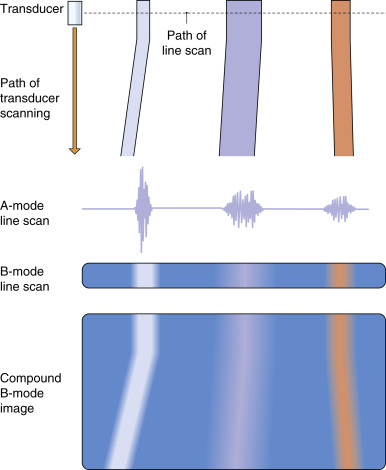 Transducer
Path of
line scan
Path of
transducer
scanning
A-mode
line scan
B-mode
line scan
Compound
B-mode
image